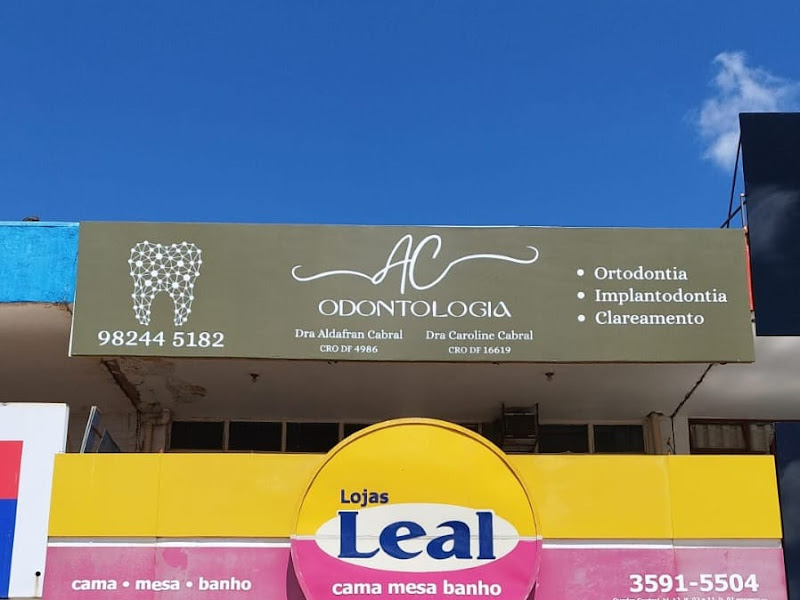 AC
ODONTOLOGIA
98244 5182
Dra Aldafran Cabral
CRO DF 4986
Dra Caroline Cabral
CRO DF 16619
• Ortodontia
• Implantodontia
• Clareamento
Lojas
Leal
cama mesa banho
cama • mesa • banho
3591-5504